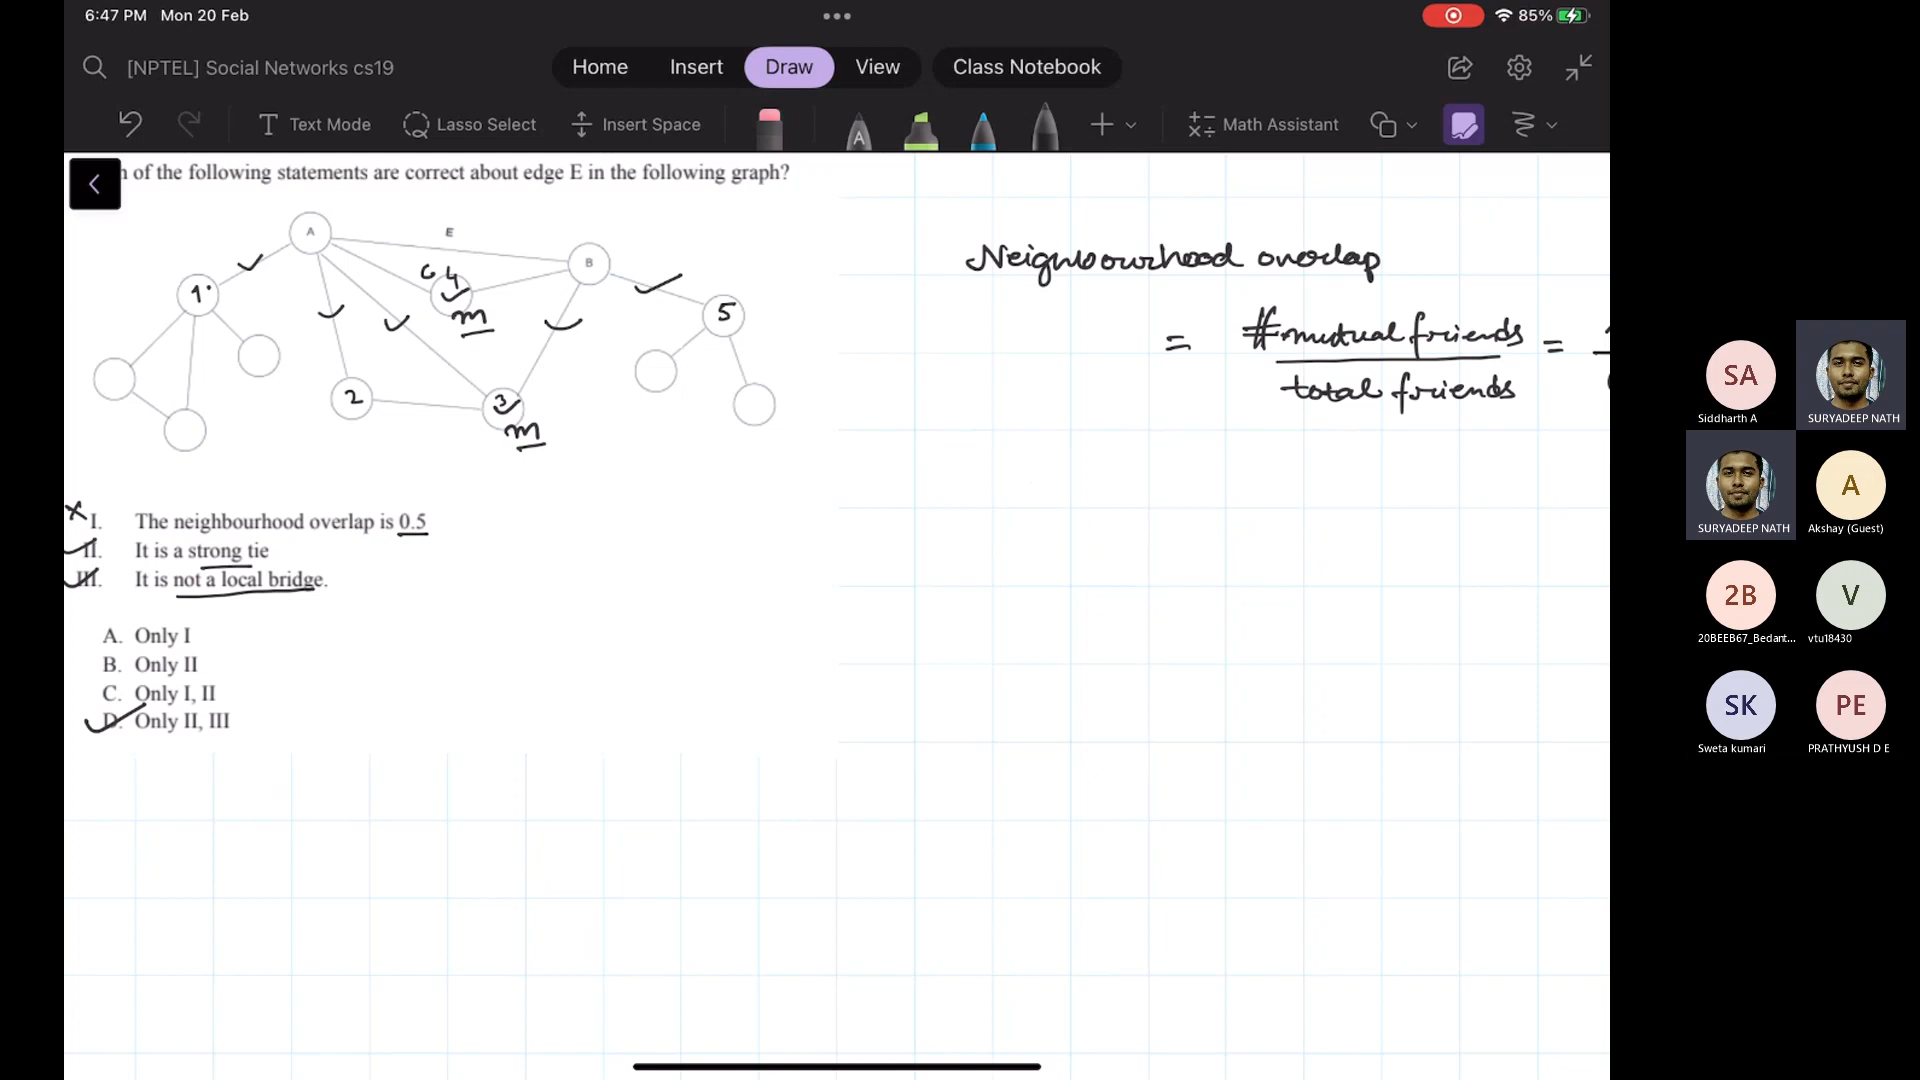 6:47 PM Mon 20 Feb
85%
[NPTEL] Social Networks cs19
Home Insert Draw View Class Notebook
Text Mode Lasso Select Insert Space A Math Assistant
of the following statements are correct about edge E in the following graph?
A
E
B
1
4
m
5
2
3
m
Neighbourhood overlap
= #mutual friends =
total friends
I. The neighbourhood overlap is 0.5
II. It is a strong tie
III. It is not a local bridge.
A. Only I
B. Only II
C. Only I, II
D. Only II, III
SA
Siddharth A
SURYADEEP NATH
SURYADEEP NATH
A
Akshay (Guest)
2B
20BEEB67_Bedant...
V
vtu18430
SK
Sweta kumari
PE
PRATHYUSH D E